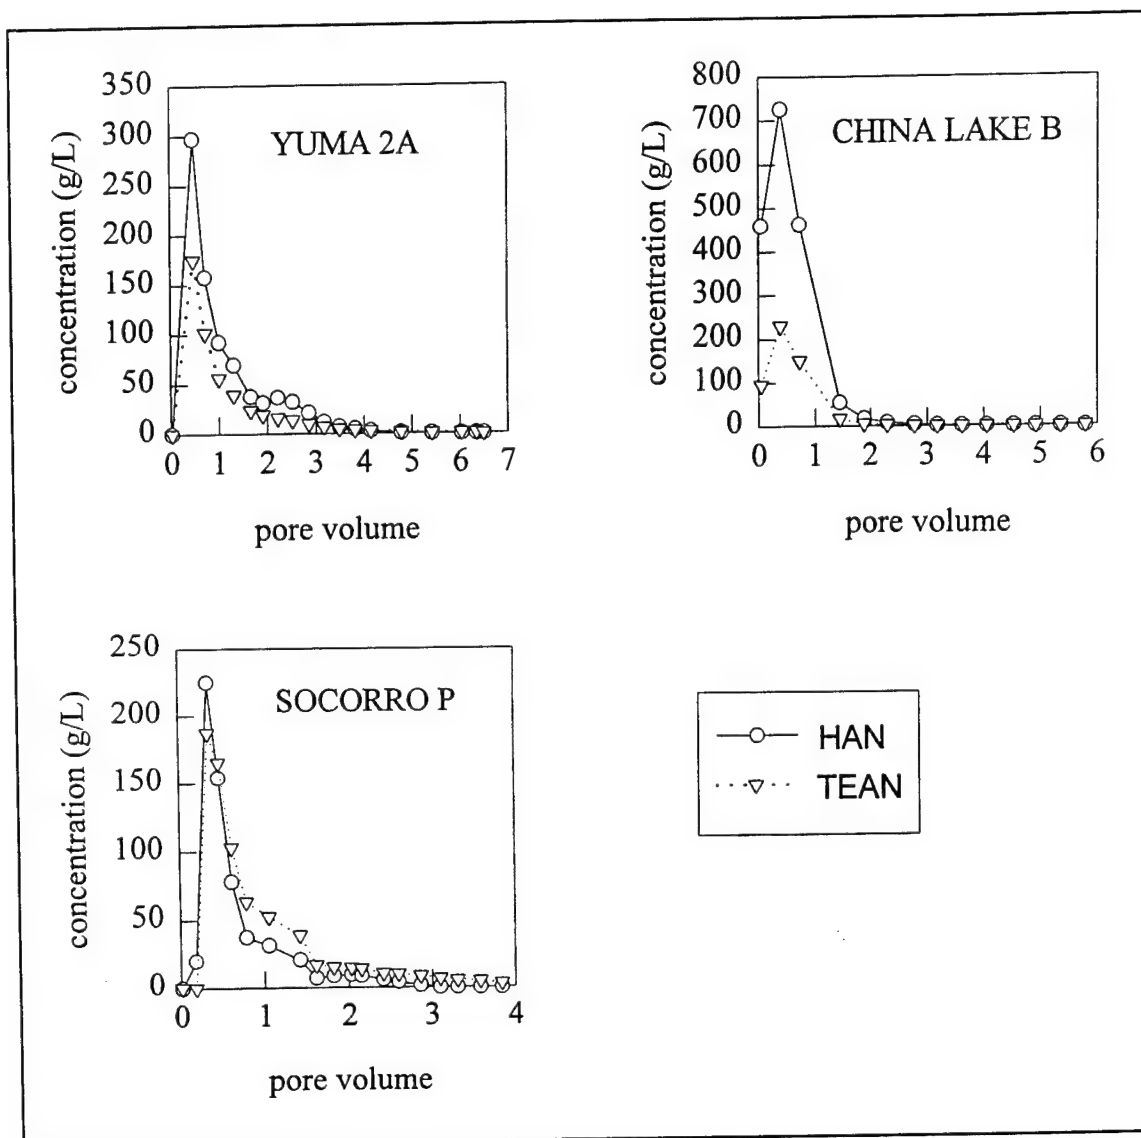 YUMA 2A
concentration (g/L)
350
300
250
200
150
100
50
0
0 1 2 3 4 5 6 7
pore volume
CHINA LAKE B
concentration (g/L)
800
700
600
500
400
300
200
100
0
0 1 2 3 4 5 6
pore volume
SOCORRO P
concentration (g/L)
250
200
150
100
50
0
0 1 2 3 4
pore volume
HAN
TEAN